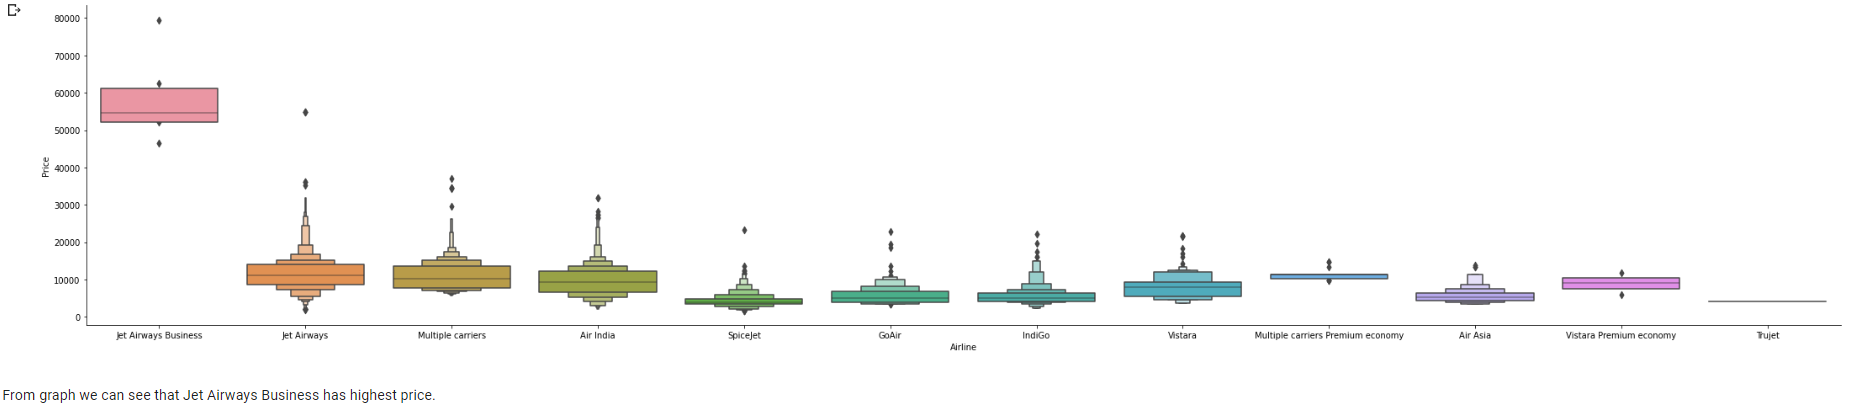 80000
70000
60000
50000
40000
30000
20000
10000
0
Price
Jet Airways Business Jet Airways Multiple carriers Air India SpiceJet GoAir IndiGo Vistara Multiple carriers Premium economy Air Asia Vistara Premium economy Trujet
Airline
From graph we can see that Jet Airways Business has highest price.